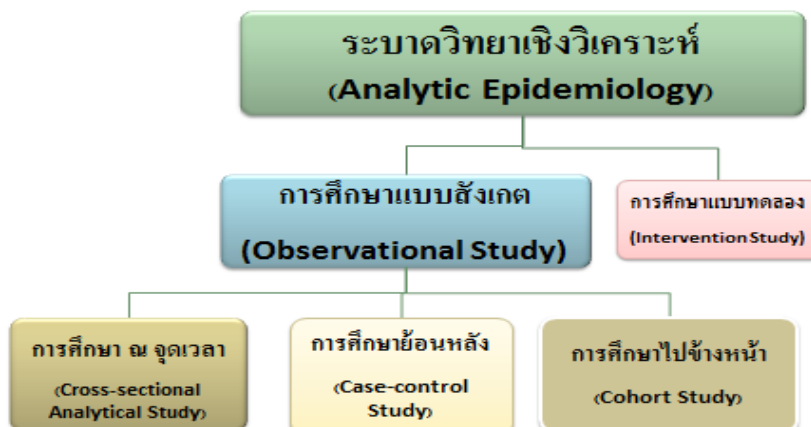 ระบาดวิทยาเชิงวิเคราะห์
(Analytic Epidemiology)
การศึกษาแบบสังเกต
(Observational Study)
การศึกษาแบบทดลอง
(Intervention Study)
การศึกษา ณ จุดเวลา
(Cross-sectional
Analytical Study)
การศึกษาย้อนหลัง
(Case-control
Study)
การศึกษาไปข้างหน้า
(Cohort Study)